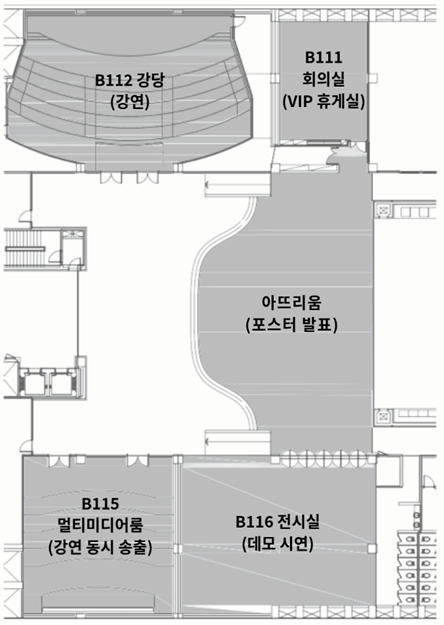 B112 강당
(강연)
B111
회의실
(VIP 휴게실)
아뜨리움
(포스터 발표)
B115
멀티미디어룸
(강연 동시 송출)
B116 전시실
(데모 시연)